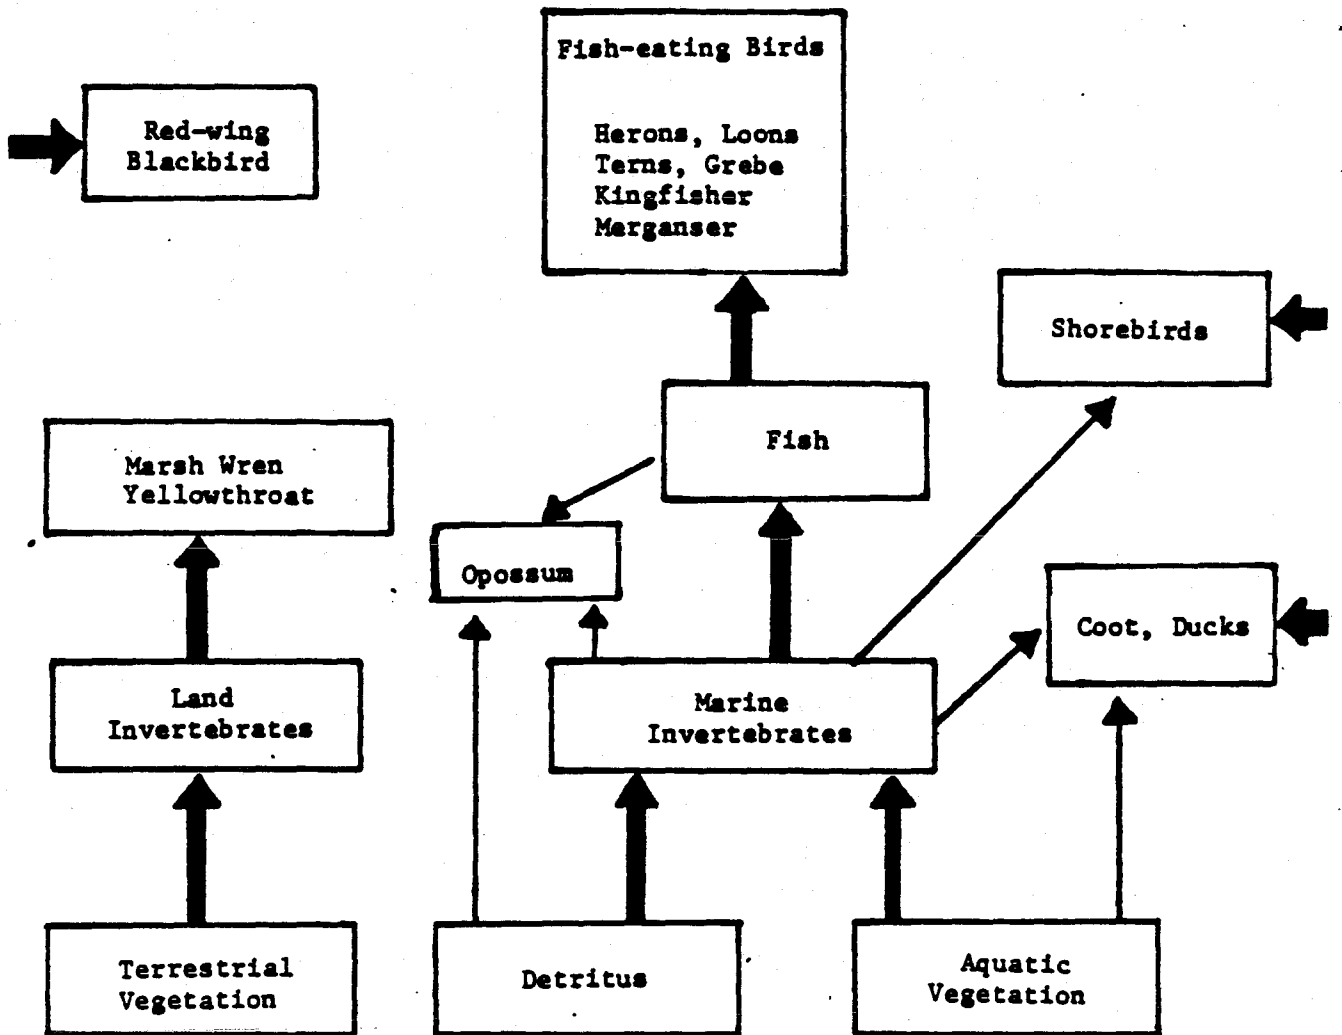 Fish-eating Birds
Herons, Loons
Terns, Grebe
Kingfisher
Merganser
Red-wing
Blackbird
Shorebirds
Fish
Marsh Wren
Yellowthroat
Opossum
Coot, Ducks
Land
Invertebrates
Marine
Invertebrates
Terrestrial
Vegetation
Detritus
Aquatic
Vegetation